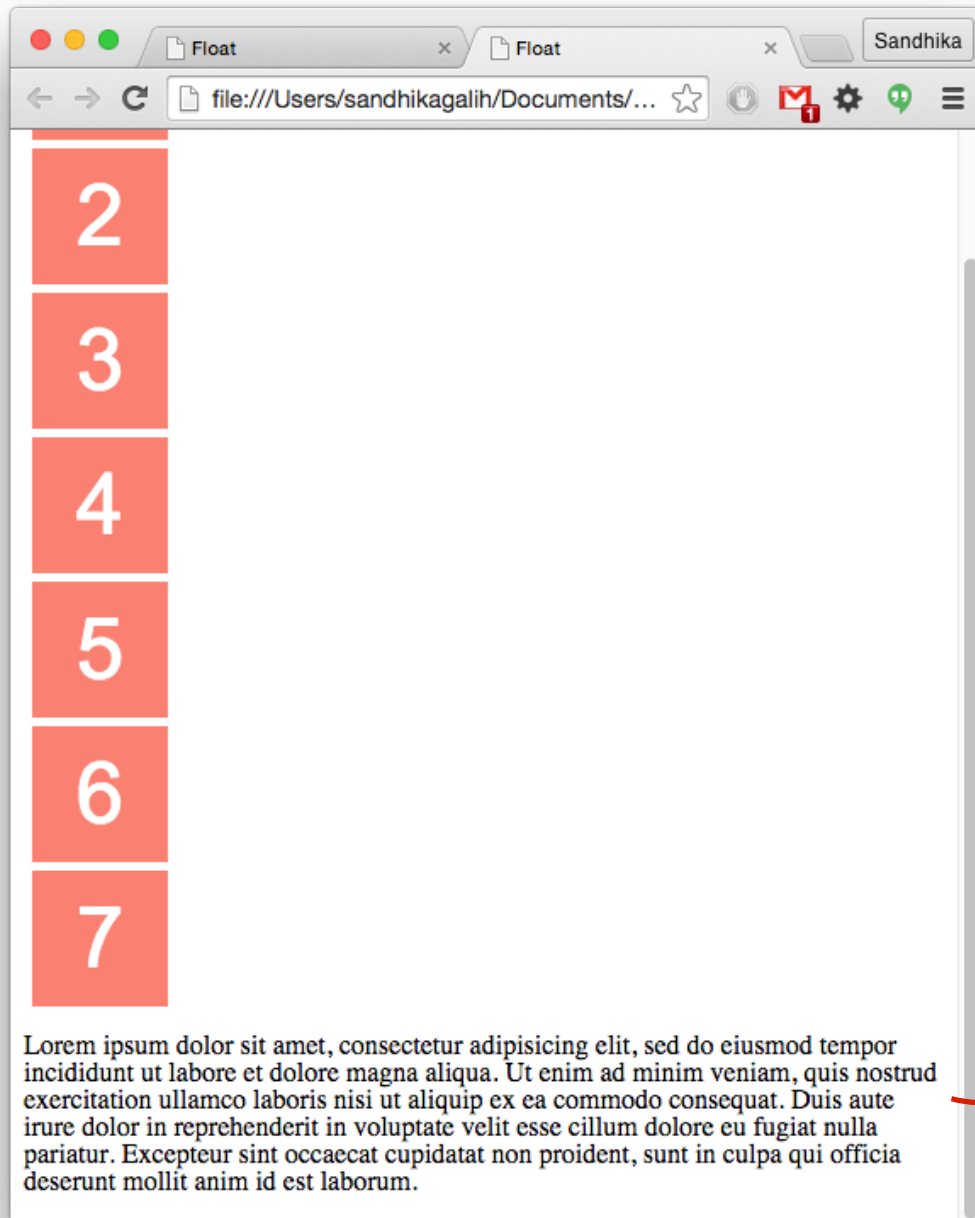 Float
Float
Sandhika
file:///Users/sandhikagalih/Documents/...
1
2
3
4
5
6
7
Lorem ipsum dolor sit amet, consectetur adipisicing elit, sed do eiusmod tempor
incididunt ut labore et dolore magna aliqua. Ut enim ad minim veniam, quis nostrud
exercitation ullamco laboris nisi ut aliquip ex ea commodo consequat. Duis aute
irure dolor in reprehenderit in voluptate velit esse cillum dolore eu fugiat nulla
pariatur. Excepteur sint occaecat cupidatat non proident, sunt in culpa qui officia
deserunt mollit anim id est laborum.